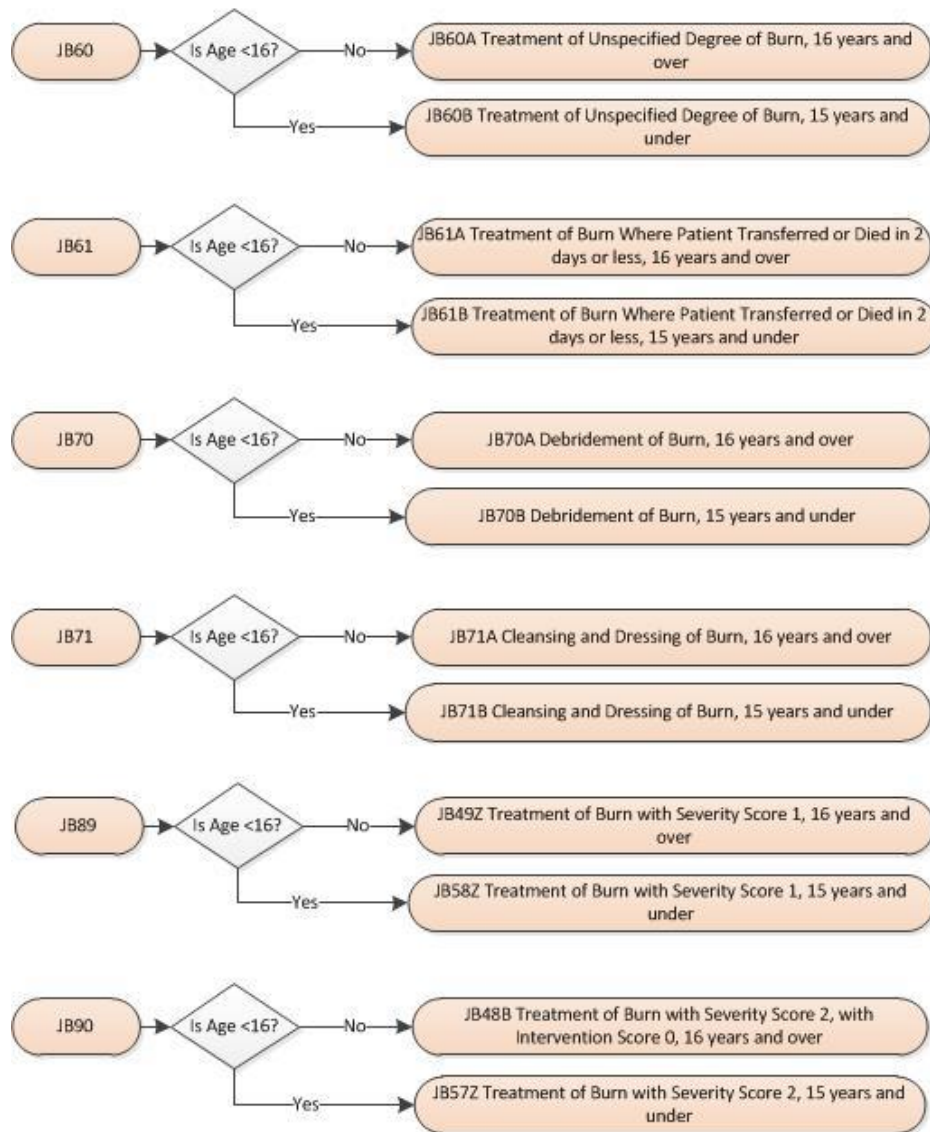 JB60
Is Age <16?
No
JB60A Treatment of Unspecified Degree of Burn, 16 years and
over
Yes
JB60B Treatment of Unspecified Degree of Burn, 15 years and
under
JB61
Is Age <16?
No
JB61A Treatment of Burn Where Patient Transferred or Died in 2
days or less, 16 years and over
Yes
JB61B Treatment of Burn Where Patient Transferred or Died in 2
days or less, 15 years and under
JB70
Is Age <16?
No
JB70A Debridement of Burn, 16 years and over
Yes
JB70B Debridement of Burn, 15 years and under
JB71
Is Age <16?
No
JB71A Cleansing and Dressing of Burn, 16 years and over
Yes
JB71B Cleansing and Dressing of Burn, 15 years and under
JB89
Is Age <16?
No
JB49Z Treatment of Burn with Severity Score 1, 16 years and
over
Yes
JB58Z Treatment of Burn with Severity Score 1, 15 years and
under
JB90
Is Age <16?
No
JB48B Treatment of Burn with Severity Score 2, with
Intervention Score 0, 16 years and over
Yes
JB57Z Treatment of Burn with Severity Score 2, 15 years and
under